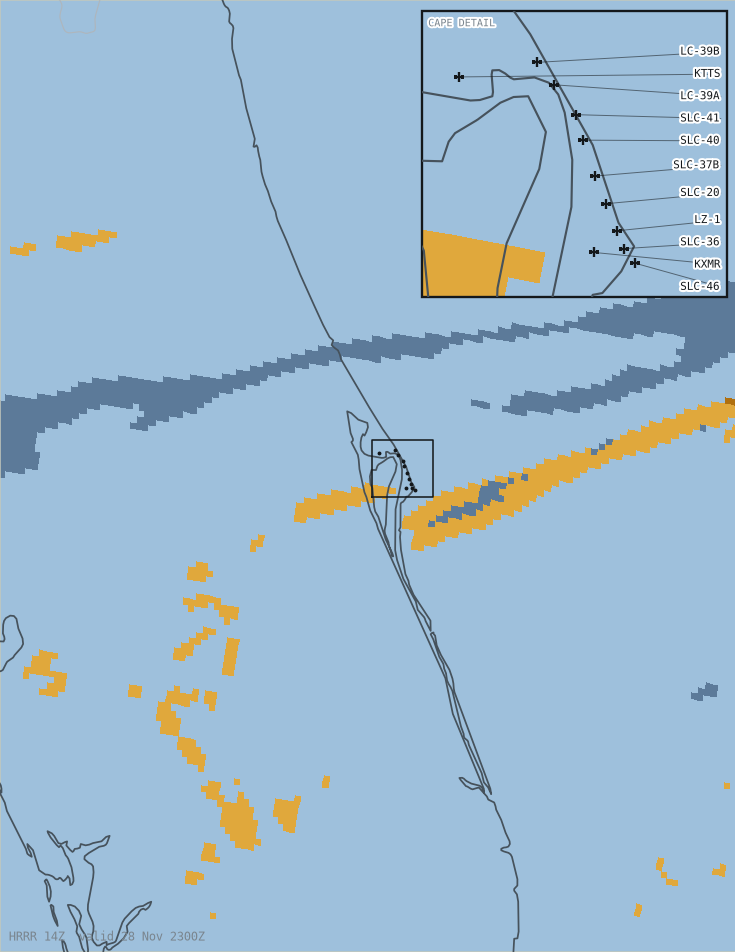 CAPE DETAIL
LC-39B
KTTS
LC-39A
SLC-41
SLC-40
SLC-37B
SLC-20
LZ-1
SLC-36
KXMR
SLC-46
HRRR 14Z  valid 28 Nov 2300Z